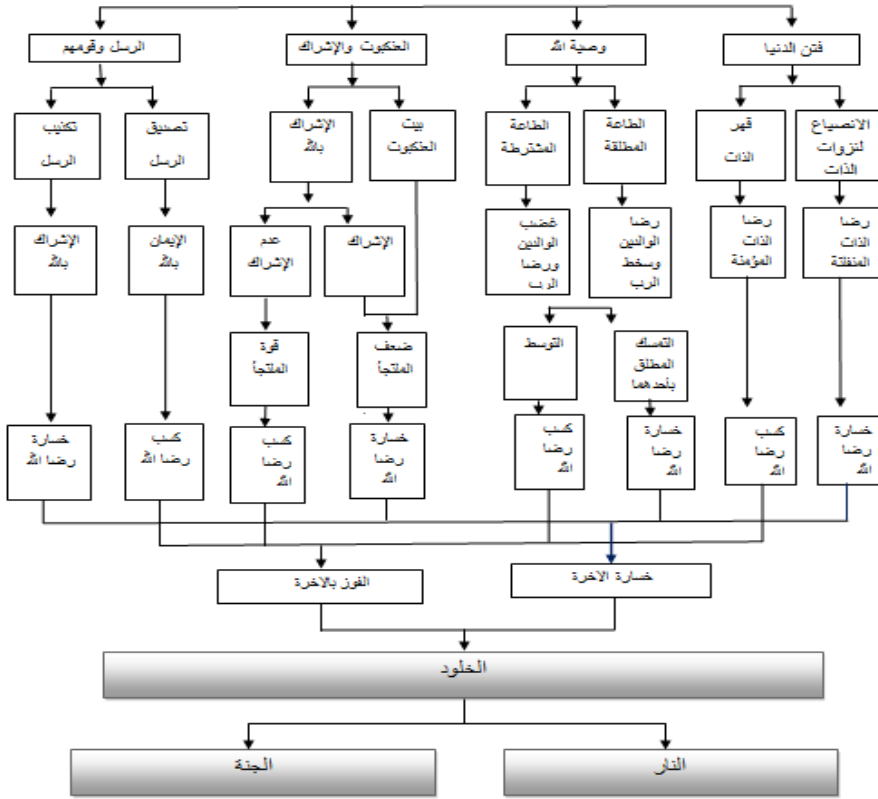 فتن الدنيا
وصية الله
العنكبوت والإشراك
الرسل وقومهم
الانصياع
لنزوات
الذات
قهر
الذات
الطاعة
المطلقة
الطاعة
المشترطة
بيت
العنكبوت
الإشراك
بالله
تصديق
الرسل
تكذيب
الرسل
رضا
الذات
المنفلتة
رضا
الذات
المؤمنة
رضا
الوالدين
وسخط
الرب
غضب
الوالدين
ورضا
الرب
الإشراك
عدم
الإشراك
الإيمان
بالله
الإشراك
بالله
التمسك
المطلق
بأحدهما
التوسط
ضعف
الملتجأ
قوة
الملتجأ
خسارة
رضا
الله
كسب
رضا
الله
خسارة
رضا
الله
كسب
رضا
الله
خسارة
رضا
الله
كسب
رضا
الله
كسب
رضا الله
خسارة
رضا الله
خسارة الاخرة
الفوز بالاخرة
الخلود
النار
الجنة